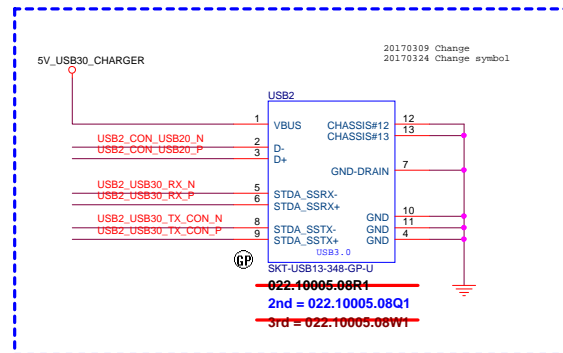 20170309 Change
20170324 Change symbol
5V_USB30_CHARGER
USB2
1 VBUS CHASSIS#12 12
CHASSIS#13 13
USB2_CON_USB20_N 2 D-
USB2_CON_USB20_P 3 D+
GND-DRAIN 7
USB2_USB30_RX_N 5 STDA_SSRX-
USB2_USB30_RX_P 6 STDA_SSRX+
GND 10
USB2_USB30_TX_CON_N 8 STDA_SSTX- GND 11
USB2_USB30_TX_CON_P 9 STDA_SSTX+ GND 4
USB3.0
GP
SKT-USB13-348-GP-U
022.10005.08R1
2nd = 022.10005.08Q1
3rd = 022.10005.08W1